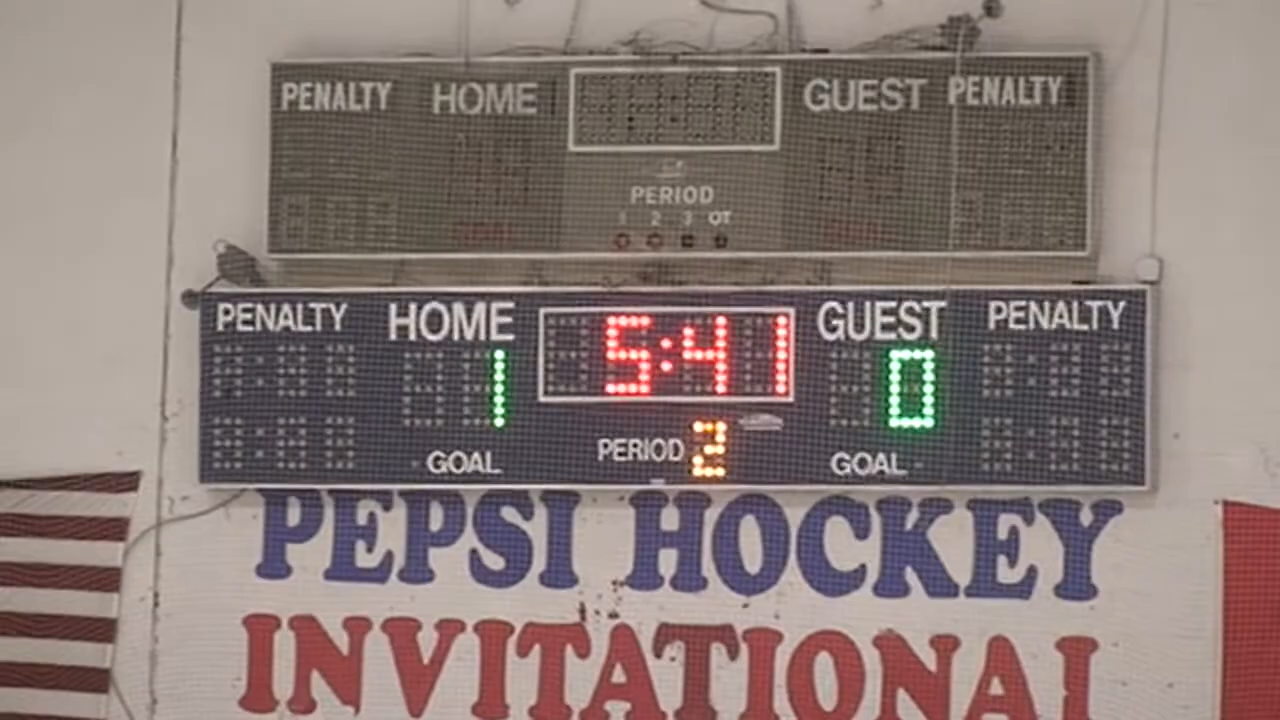 PENALTY HOME GUEST PENALTY
PERIOD
1 2 3 OT
PENALTY HOME 5:41 GUEST PENALTY
1 0
PERIOD 2
GOAL GOAL
PEPSI HOCKEY
INVITATIONAL